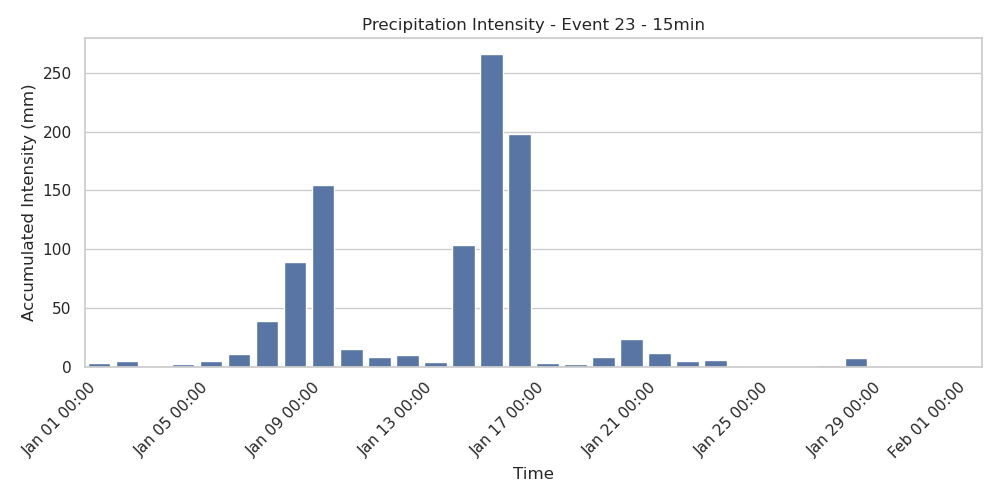 Precipitation Intensity - Event 23 - 15min
Accumulated Intensity (mm)
250
200
150
100
50
0
Jan 01 00:00
Jan 05 00:00
Jan 09 00:00
Jan 13 00:00
Jan 17 00:00
Jan 21 00:00
Jan 25 00:00
Jan 29 00:00
Feb 01 00:00
Time